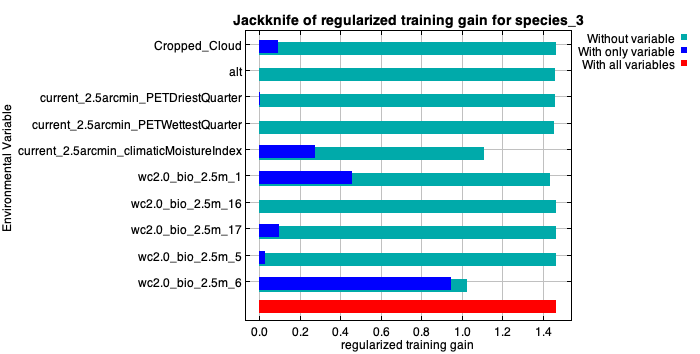 Jackknife of regularized training gain for species_3
Without variable
With only variable
With all variables
Environmental Variable
Cropped_Cloud
alt
current_2.5arcmin_PETDriestQuarter
current_2.5arcmin_PETWettestQuarter
current_2.5arcmin_climaticMoistureIndex
wc2.0_bio_2.5m_1
wc2.0_bio_2.5m_16
wc2.0_bio_2.5m_17
wc2.0_bio_2.5m_5
wc2.0_bio_2.5m_6
0.0 0.2 0.4 0.6 0.8 1.0 1.2 1.4
regularized training gain